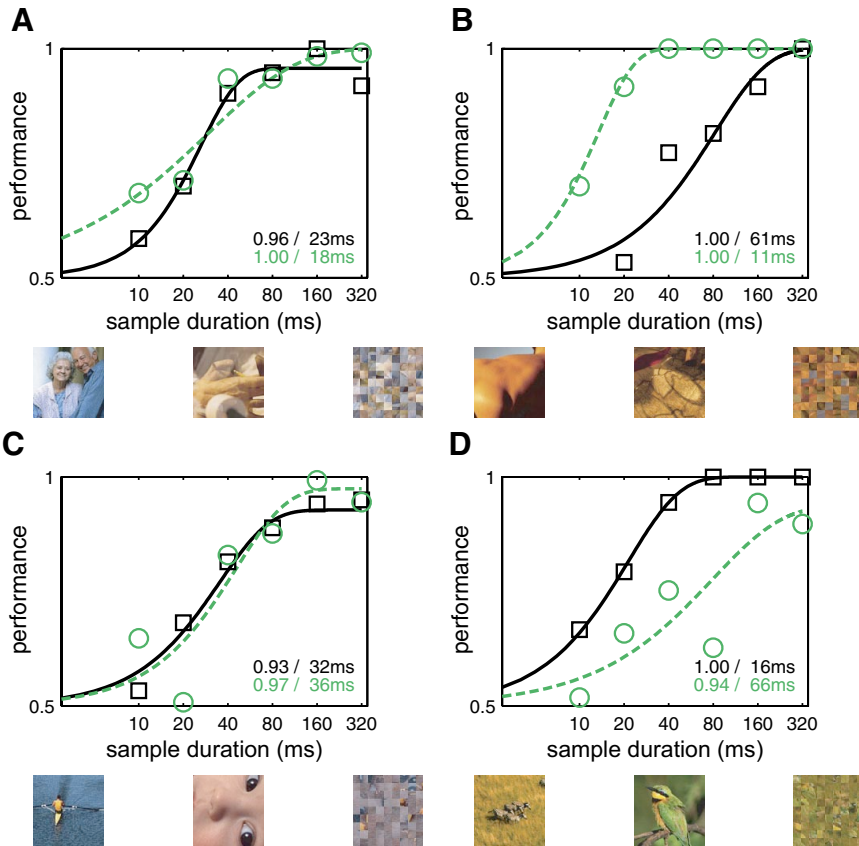 A
performance
1
0.5
0.96 / 23ms
1.00 / 18ms
10 20 40 80 160 320
sample duration (ms)
B
performance
1
0.5
1.00 / 61ms
1.00 / 11ms
10 20 40 80 160 320
sample duration (ms)
C
performance
1
0.5
0.93 / 32ms
0.97 / 36ms
10 20 40 80 160 320
sample duration (ms)
D
performance
1
0.5
1.00 / 16ms
0.94 / 66ms
10 20 40 80 160 320
sample duration (ms)